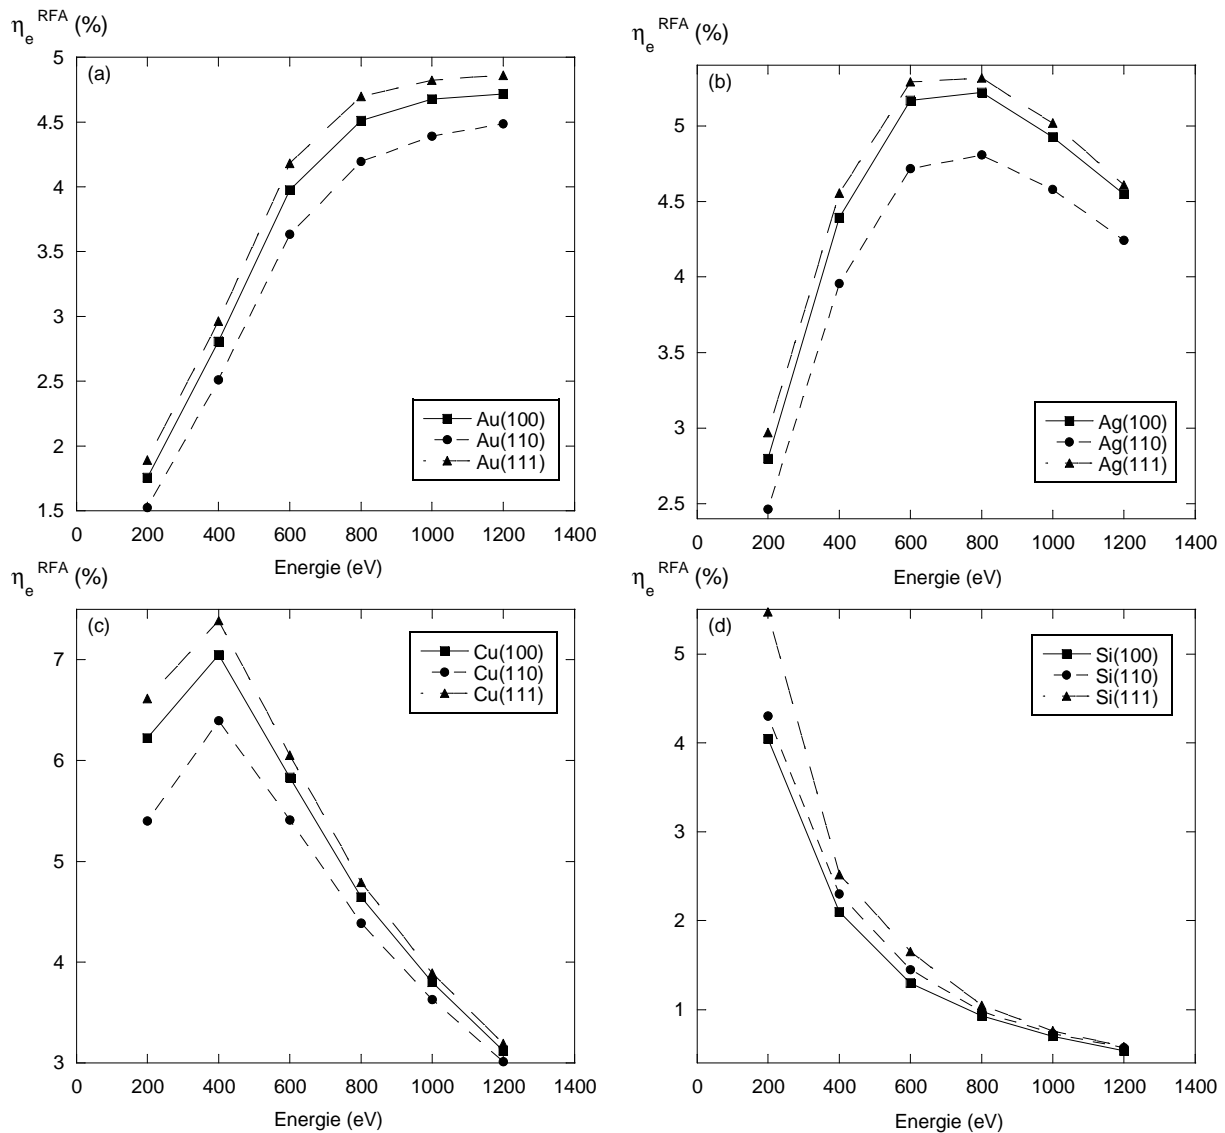 η_e^RFA (%)
(a)
5
4.5
4
3.5
3
2.5
2
1.5
0 200 400 600 800 1000 1200 1400
Energie (eV)
Au(100)
Au(110)
Au(111)
η_e^RFA (%)
(b)
5
4.5
4
3.5
3
2.5
0 200 400 600 800 1000 1200 1400
Energie (eV)
Ag(100)
Ag(110)
Ag(111)
η_e^RFA (%)
(c)
7
6
5
4
3
0 200 400 600 800 1000 1200 1400
Energie (eV)
Cu(100)
Cu(110)
Cu(111)
η_e^RFA (%)
(d)
5
4
3
2
1
0 200 400 600 800 1000 1200 1400
Energie (eV)
Si(100)
Si(110)
Si(111)